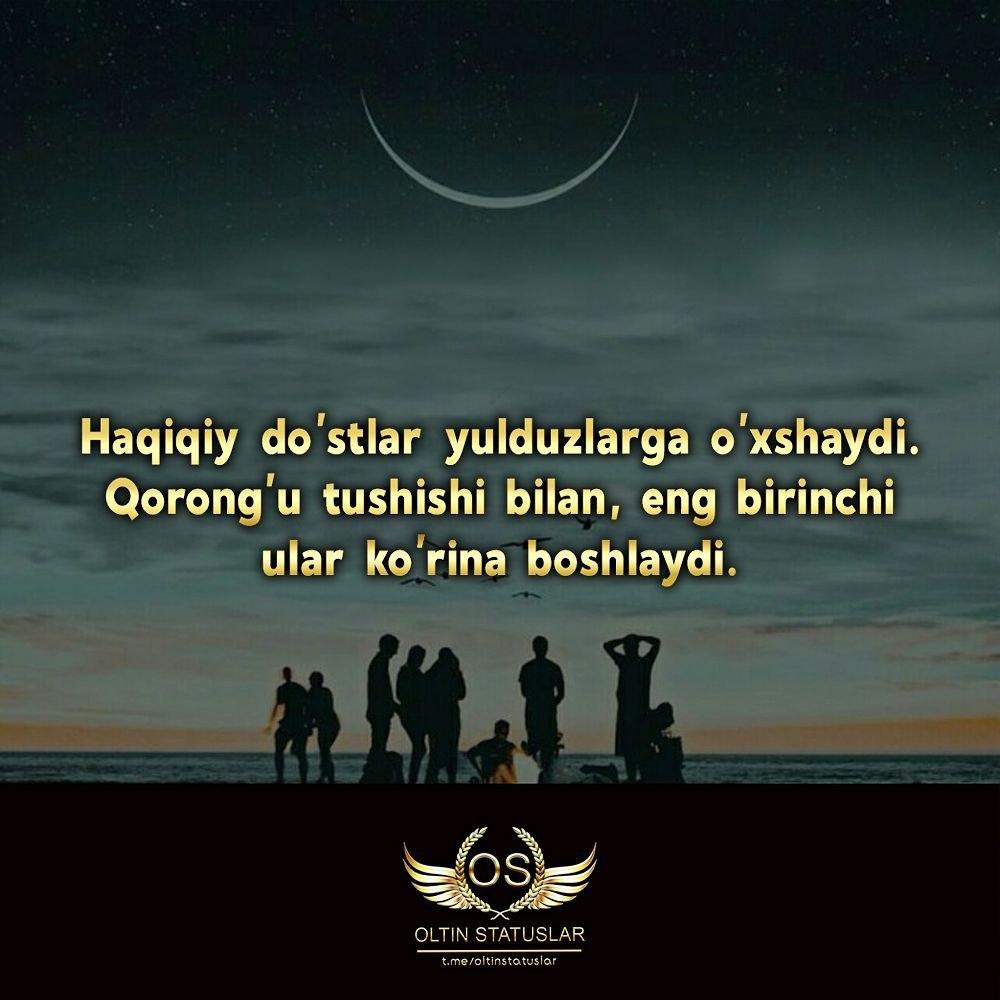 Haqiqiy do'stlar yulduzlarga o'xshaydi.
Qorong'u tushishi bilan, eng birinchi
ular ko'rina boshlaydi.
OS
OLTIN STATUSLAR
t.me/oltinstatuslar